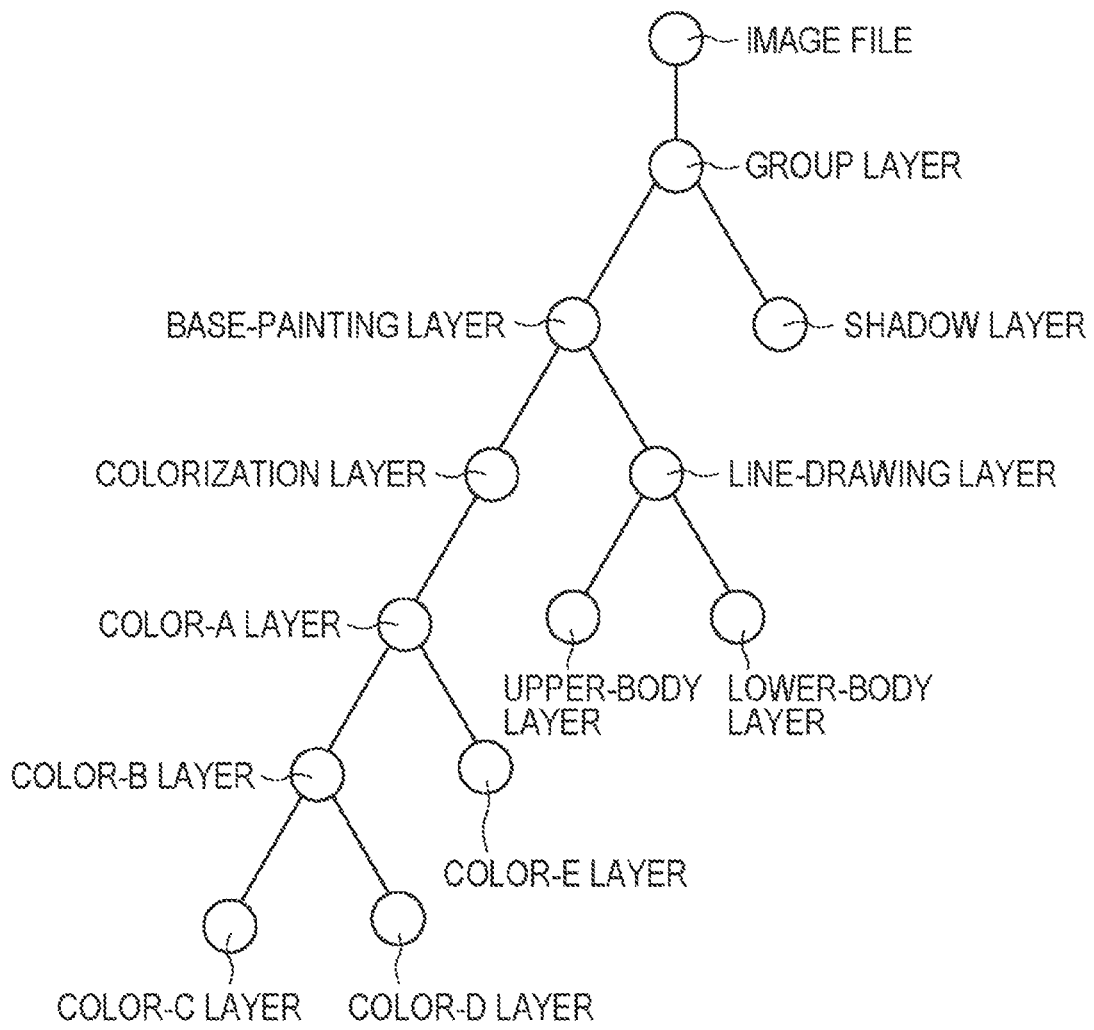 IMAGE FILE
GROUP LAYER
BASE-PAINTING LAYER
SHADOW LAYER
COLORIZATION LAYER
LINE-DRAWING LAYER
COLOR-A LAYER
UPPER-BODY
LAYER
LOWER-BODY
LAYER
COLOR-B LAYER
COLOR-E LAYER
COLOR-C LAYER
COLOR-D LAYER